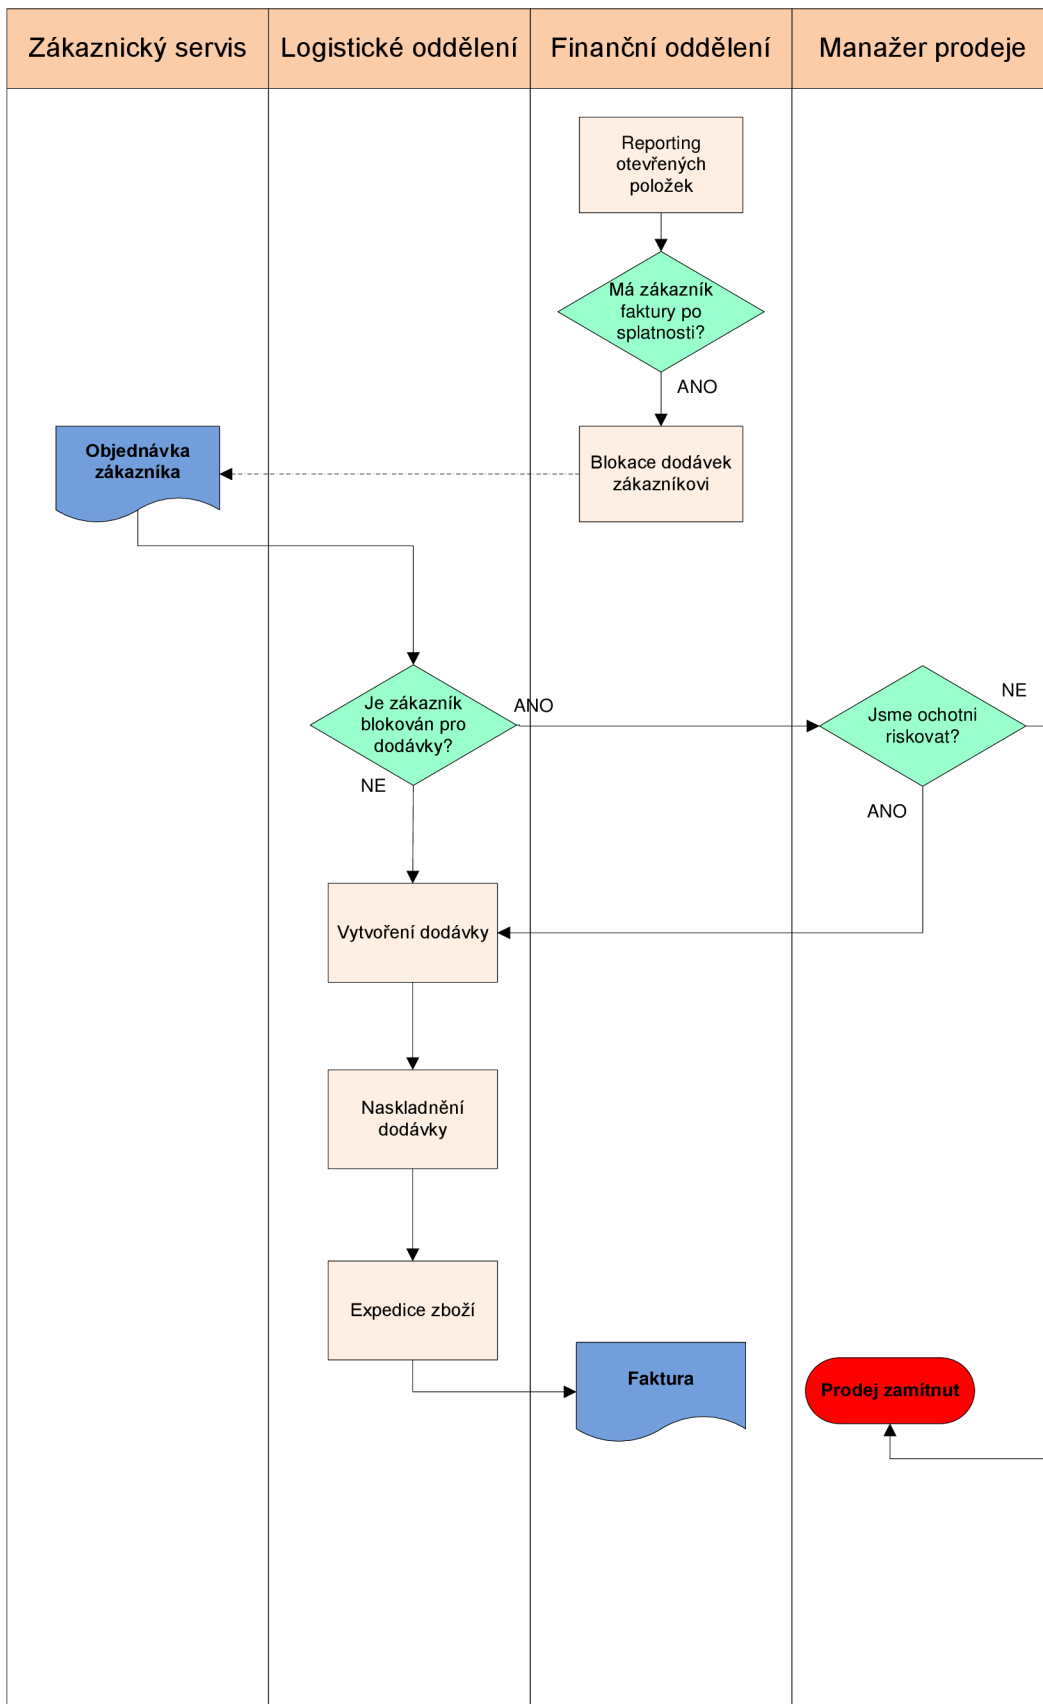 Zákaznický servis
Logistické oddělení
Finanční oddělení
Manažer prodeje
Reporting
otevřených
položek
Má zákazník
faktury po
splatnosti?
ANO
Objednávka
zákazníka
Blokace dodávek
zákazníkovi
Je zákazník
blokován pro
dodávky?
ANO
NE
Jsme ochotni
riskovat?
NE
ANO
Vytvoření dodávky
Naskladnění
dodávky
Expedice zboží
Faktura
Prodej zamítnut